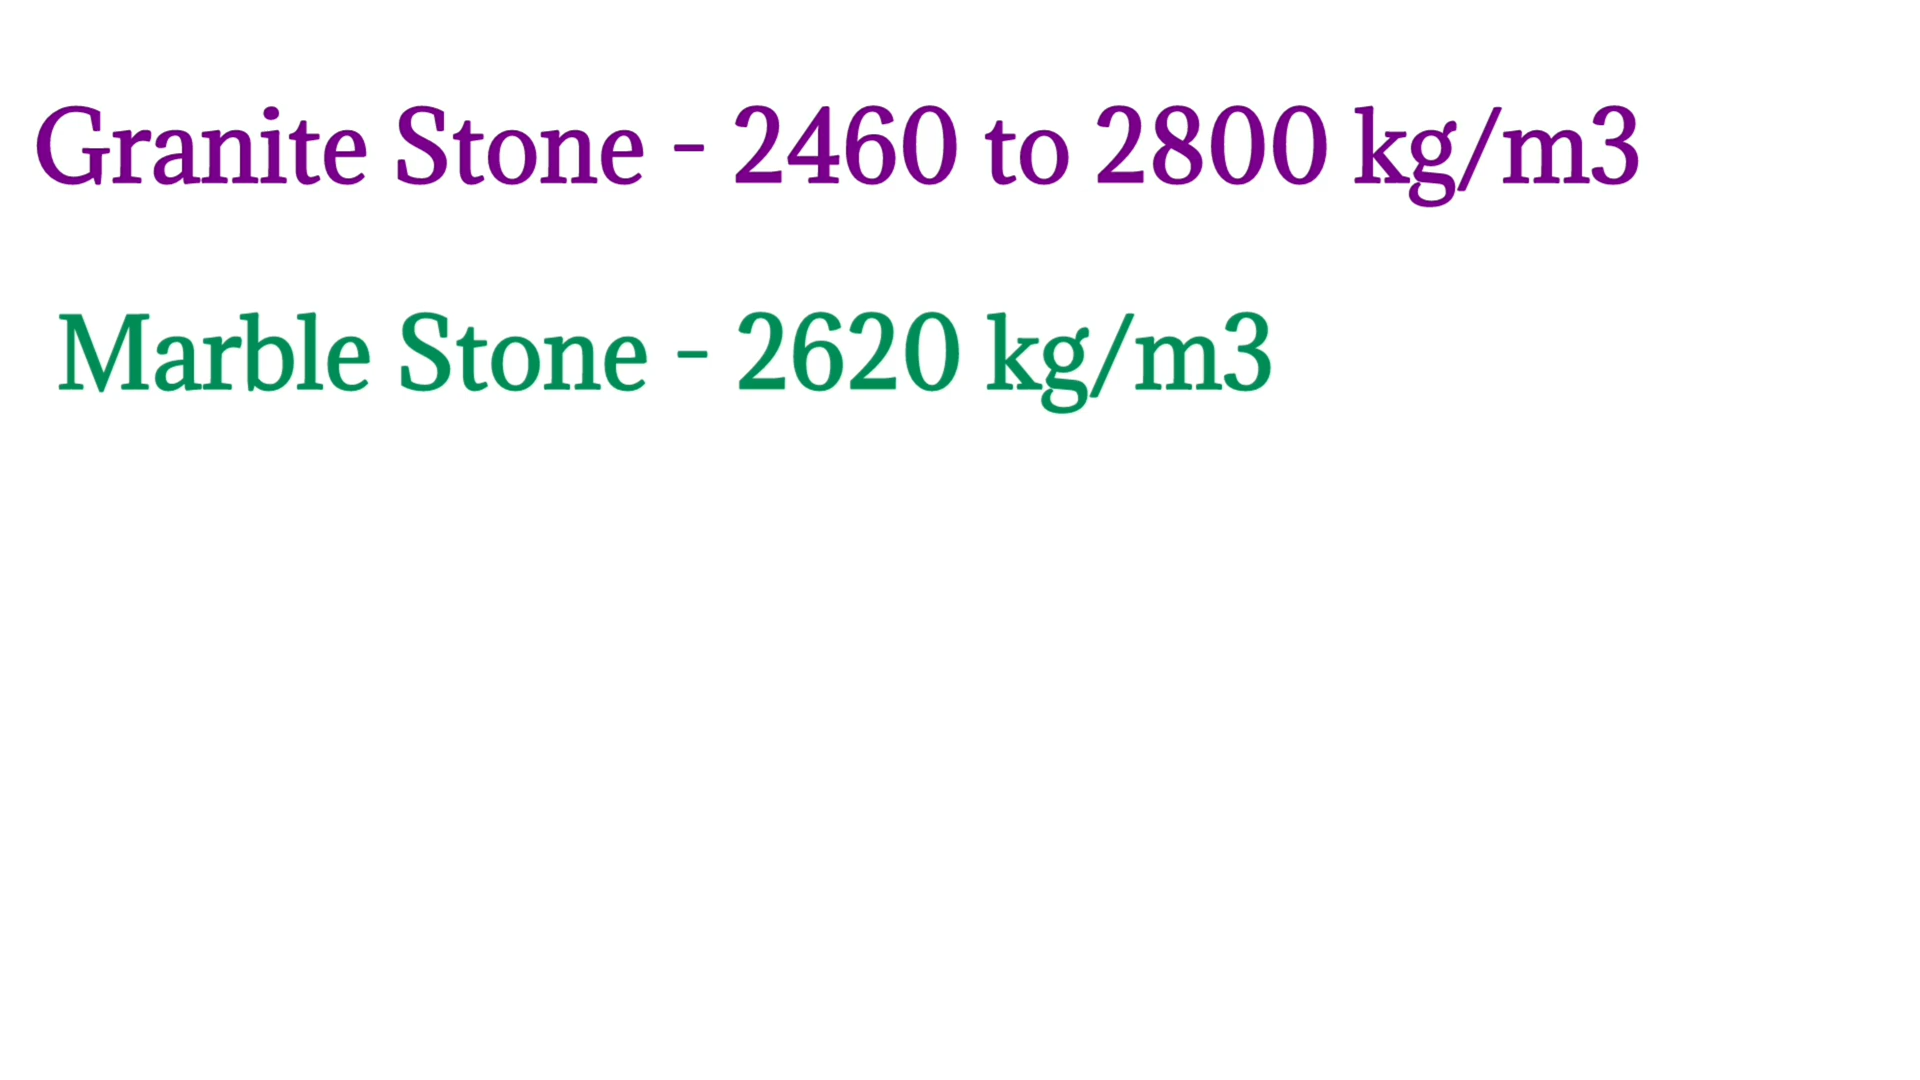 Granite Stone - 2460 to 2800 kg/m3
Marble Stone - 2620 kg/m3